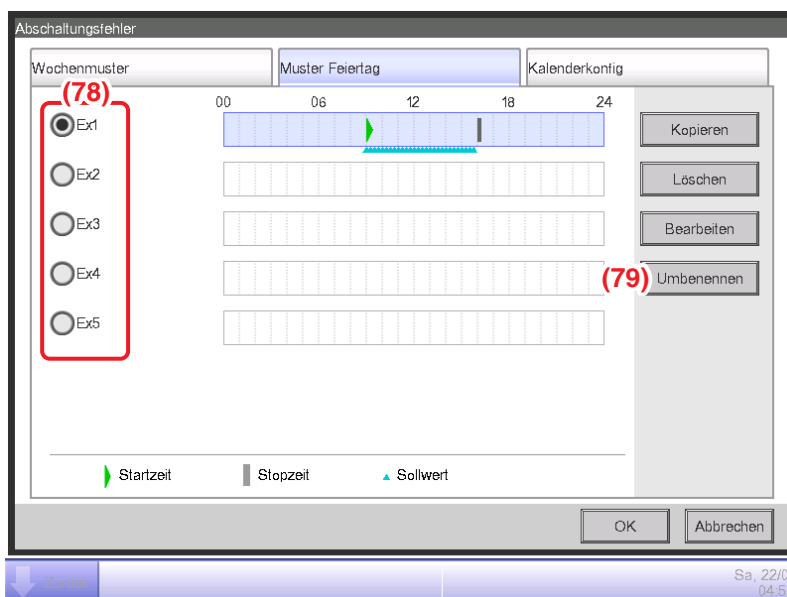 Abschaltungsfehler
Wochenmuster Muster Feiertag Kalenderkonfig
(78)
00 06 12 18 24
Ex1 Kopieren
Ex2 Löschen
Ex3 Bearbeiten
Ex4 (79) Umbenennen
Ex5
Startzeit Stopzeit Sollwert
OK Abbrechen
Sa, 22/0
04:5